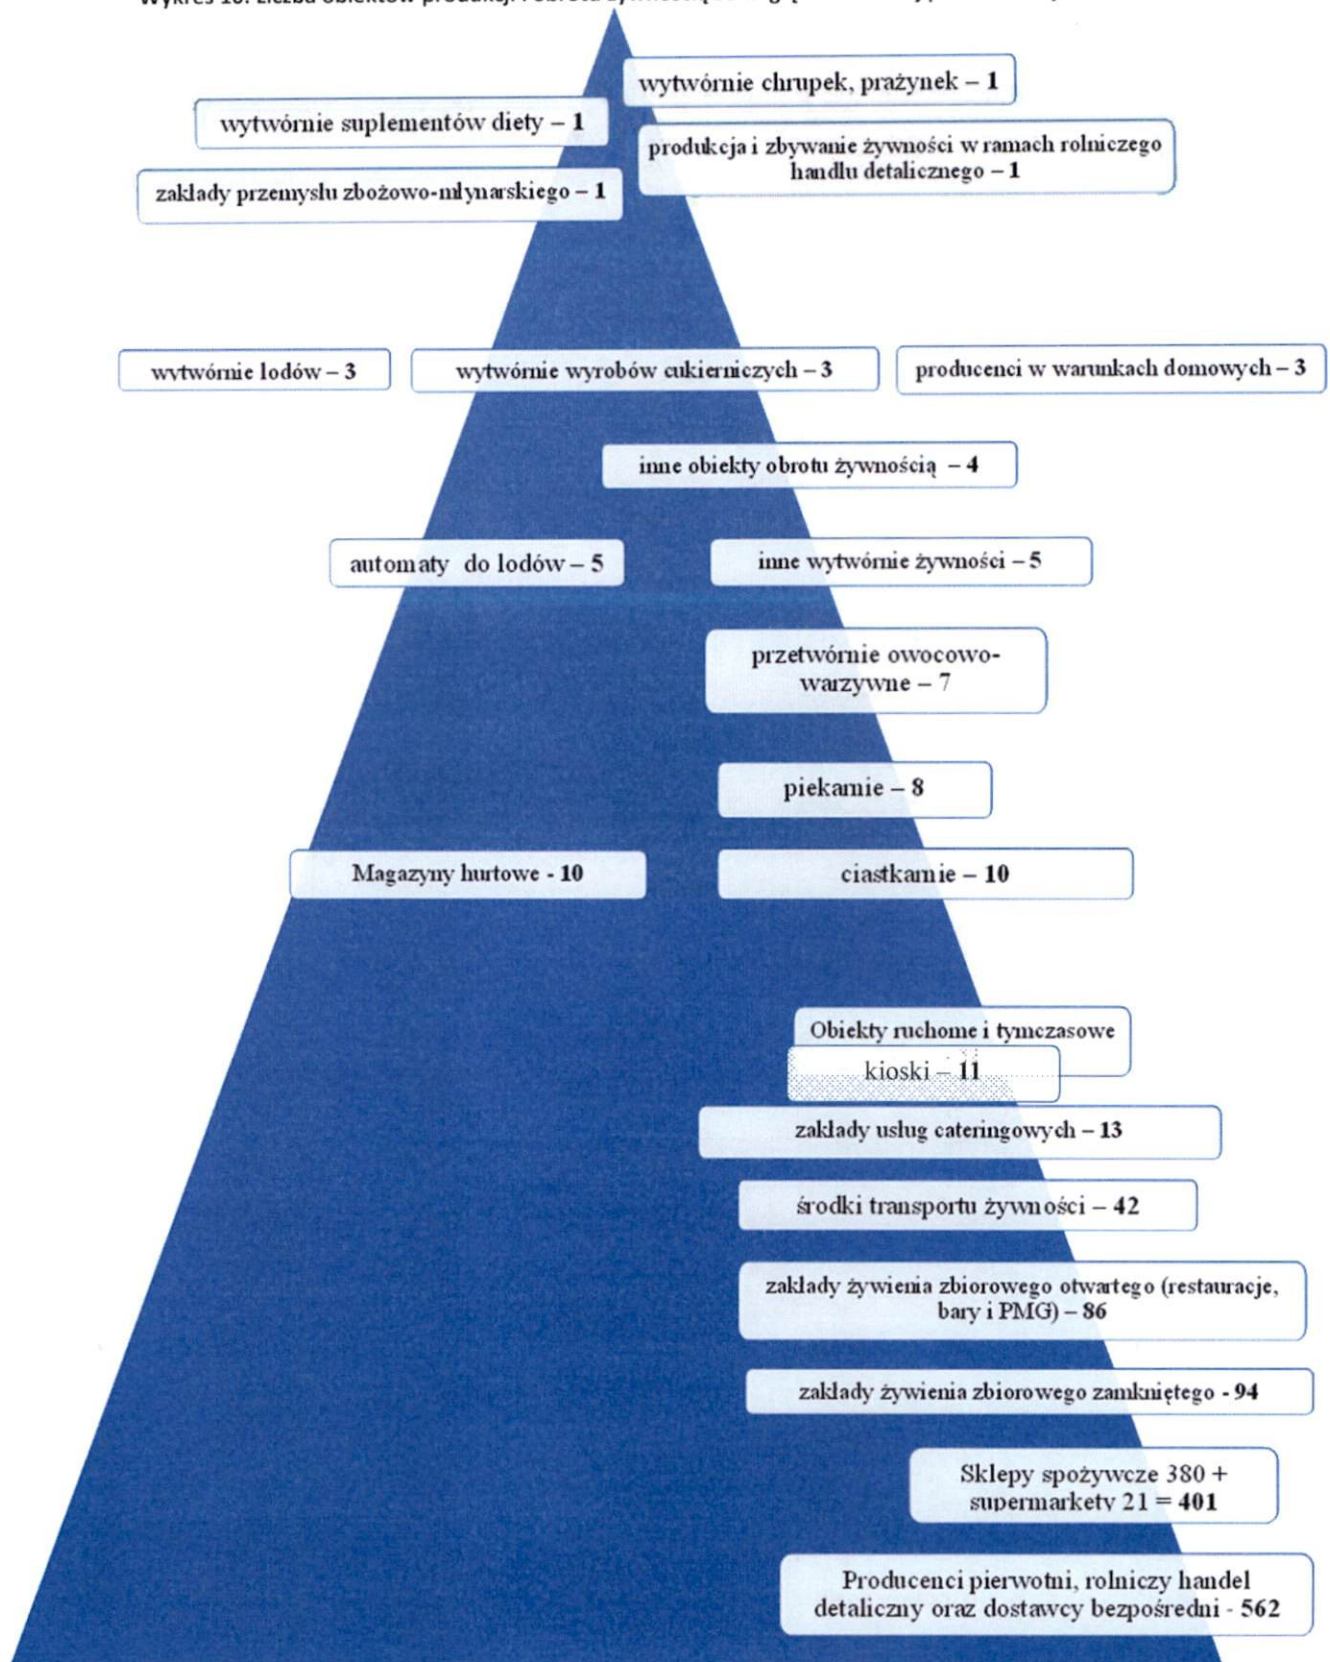 wytwórnie chrupek, prażynek – 1
wytwórnie suplementów diety – 1
produkcja i zbywanie żywności w ramach rolniczego
handlu detalicznego – 1
zakłady przemysłu zbożowo-młynarskiego – 1
wytwórnie lodów – 3
wytwórnie wyrobów cukierniczych – 3
producenci w warunkach domowych – 3
inne obiekty obrotu żywnością – 4
automaty do lodów – 5
inne wytwórnie żywności – 5
przetwórnie owocowo-
warzywne – 7
piekarnie – 8
Magazyny hurtowe - 10
ciastkarnie – 10
Obiekty ruchome i tymczasowe
kioski – 11
zakłady usług cateringowych – 13
środki transportu żywności – 42
zakłady żywienia zbiorowego otwartego (restauracje,
bary i PMG) – 86
zakłady żywienia zbiorowego zamkniętego - 94
Sklepy spożywcze 380 +
supermarkety 21 = 401
Producenci pierwotni, rolniczy handel
detaliczny oraz dostawcy bezpośredni - 562